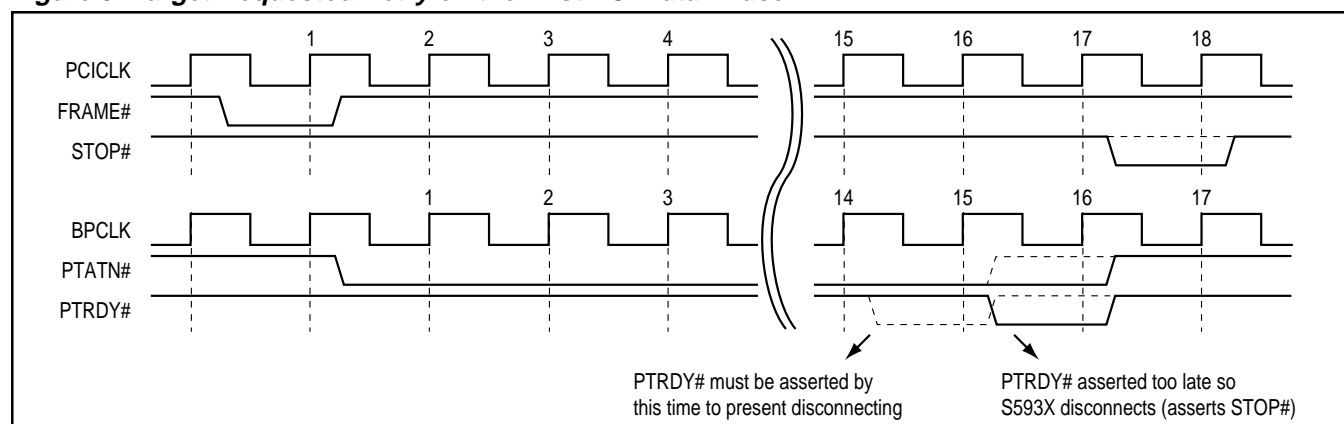 1 2 3 4 15 16 17 18
PCICLK
FRAME#
STOP#
1 2 3 14 15 16 17
BPCLK
PTATN#
PTRDY#
PTRDY# must be asserted by
this time to present disconnecting
PTRDY# asserted too late so
S593X disconnects (asserts STOP#)